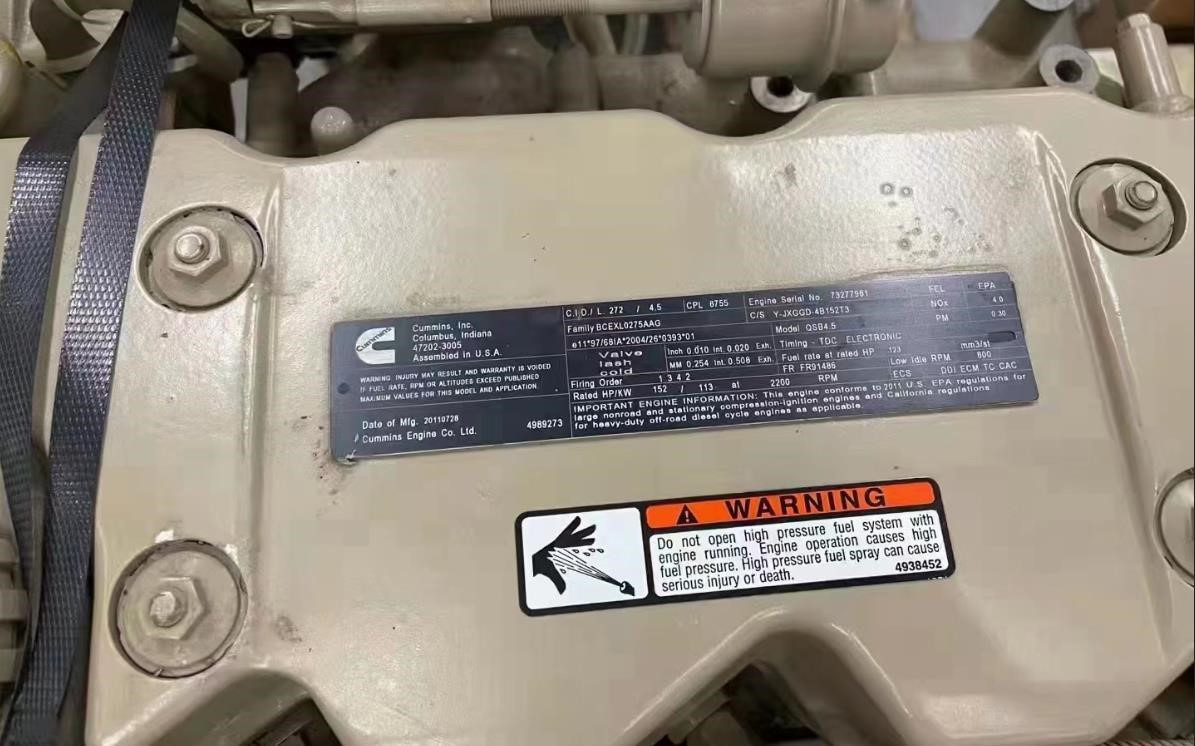 Cummins
Cummins, Inc.
Columbus, Indiana
47202-3005
Assembled in U.S.A.
WARNING INJURY MAY RESULT AND WARRANTY IS VOIDED
IF FUEL RATE, RPM OR ALTITUDES EXCEED PUBLISHED
MAXIMUM VALUES FOR THIS MODEL AND APPLICATION.
Date of Mfg. 20110728
4989273
Cummins Engine Co. Ltd.
C.I.D./ L. 272 / 4.5
CPL 8755
Engine Serial No. 73277961
FEL EPA
Family BCEXL0275AAG
C/S Y-JXGGD-4B152T3
NOx 4.0
e11*97/68IA*2004/26*0393*01
Model QSB4.5
PM 0.30
Valve
lash
cold
Inch 0.010 Int. 0.020 Exh.
MM 0.254 Int. 0.508 Exh.
Timing - TDC ELECTRONIC
Fuel rate at rated HP 123 mm3/st
FR FR91486
Low idle RPM 800
Firing Order 1 3 4 2
ECS DDI ECM TC CAC
Rated HP/KW 152 / 113 at 2200 RPM
IMPORTANT ENGINE INFORMATION: This engine conforms to 2011 U.S. EPA regulations for
large nonroad and stationary compression-ignition engines and California regulations
for heavy-duty off-road diesel cycle engines as applicable.
WARNING
Do not open high pressure fuel system with
engine running. Engine operation causes high
fuel pressure. High pressure fuel spray can cause
serious injury or death.
4938452